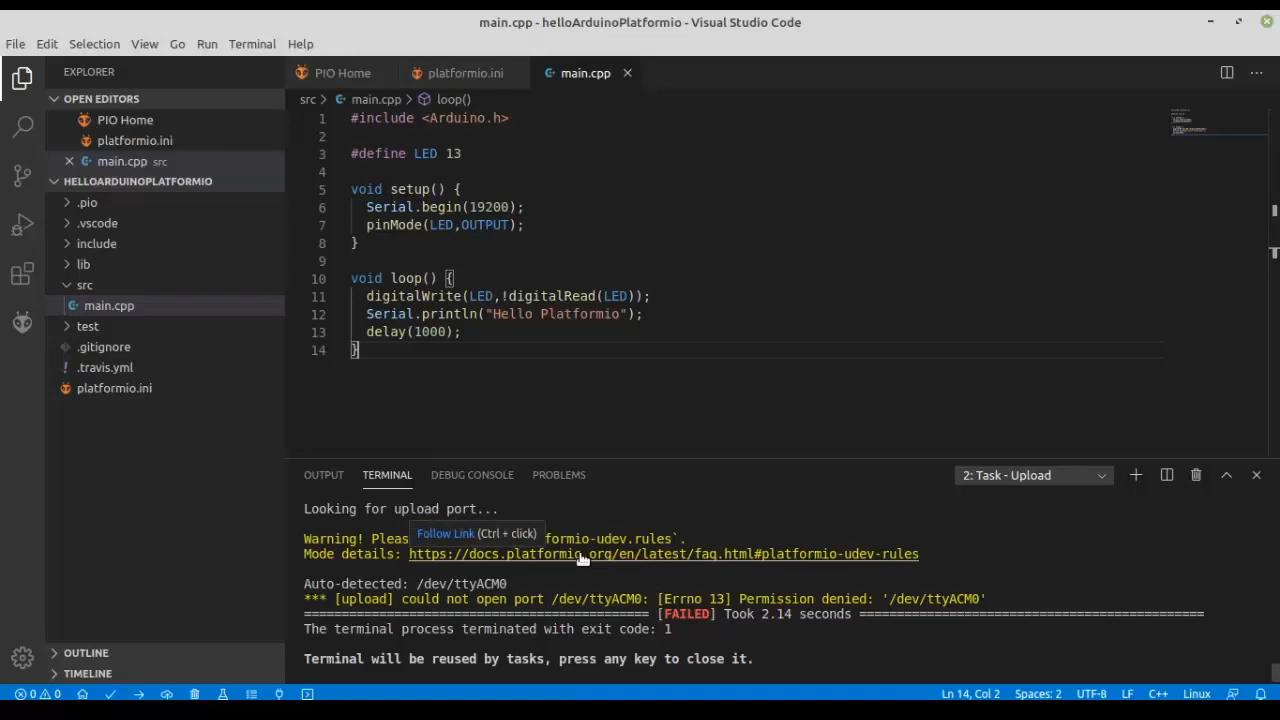 main.cpp - helloArduinoPlatformio - Visual Studio Code
File Edit Selection View Go Run Terminal Help
EXPLORER
OPEN EDITORS
PIO Home
platformio.ini
main.cpp src
HELLOARDUINOPLATFORMIO
.pio
.vscode
include
lib
src
main.cpp
test
.gitignore
.travis.yml
platformio.ini
OUTLINE
TIMELINE
PIO Home platformio.ini main.cpp
src > main.cpp > loop()
1 #include <Arduino.h>
2
3 #define LED 13
4
5 void setup() {
6 Serial.begin(19200);
7 pinMode(LED,OUTPUT);
8 }
9
10 void loop() {
11 digitalWrite(LED,!digitalRead(LED));
12 Serial.println("Hello Platformio");
13 delay(1000);
14 }
OUTPUT TERMINAL DEBUG CONSOLE PROBLEMS 2: Task - Upload
Looking for upload port...
Follow Link (Ctrl + click)
Warning! Pleas formio-udev.rules`.
Mode details: https://docs.platformio.org/en/latest/faq.html#platformio-udev-rules
Auto-detected: /dev/ttyACM0
*** [upload] could not open port /dev/ttyACM0: [Errno 13] Permission denied: '/dev/ttyACM0'
============================================== [FAILED] Took 2.14 seconds ==============================================
The terminal process terminated with exit code: 1
Terminal will be reused by tasks, press any key to close it.
0 0 Ln 14, Col 2 Spaces: 2 UTF-8 LF C++ Linux